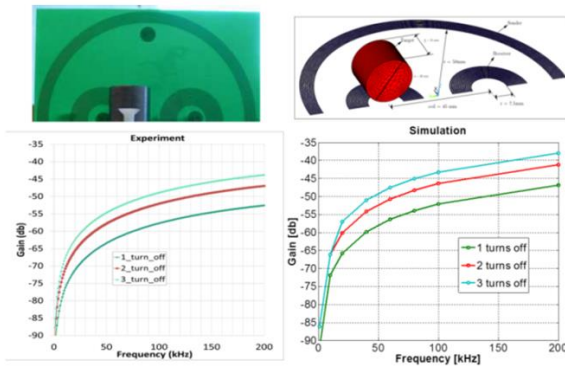 Sender
Target
Receiver
Experiment
-35
-40
-45
-50
-55
-60
-65
-70
-75
-80
-85
-90
Gain (db)
1_turn_off
2_turn_off
3_turn_off
0
50
100
150
200
Frequency (kHz)
Simulation
-35
-40
-45
-50
-55
-60
-65
-70
-75
-80
-85
-90
Gain [db]
1 turns off
2 turns off
3 turns off
0
50
100
150
200
Frequency [kHz]